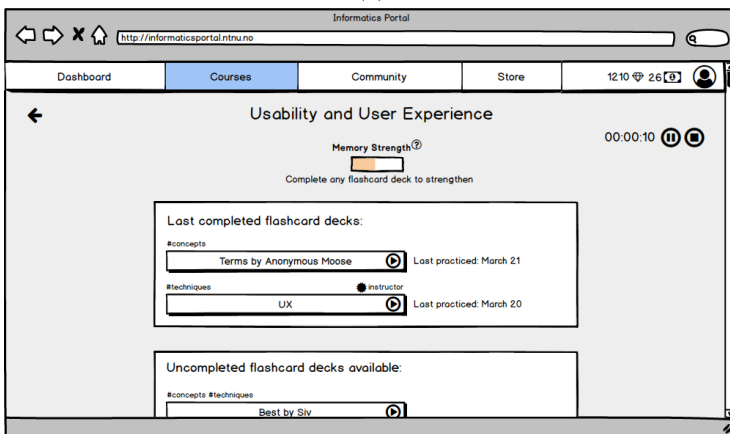 Informatics Portal
http://informaticsportal.ntnu.no
Dashboard Courses Community Store 1210 26
Usability and User Experience
Memory Strength?
00:00:10
Complete any flashcard deck to strengthen
Last completed flashcard decks:
#concepts
Terms by Anonymous Moose Last practiced: March 21
#techniques instructor
UX Last practiced: March 20
Uncompleted flashcard decks available:
#concepts #techniques
Best by Siv